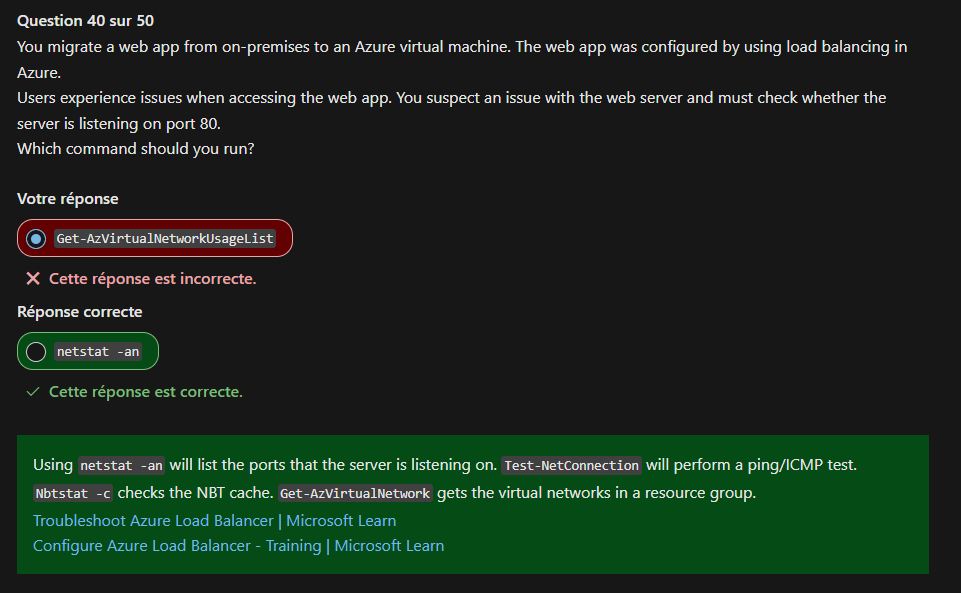 Question 40 sur 50
You migrate a web app from on-premises to an Azure virtual machine. The web app was configured by using load balancing in
Azure.
Users experience issues when accessing the web app. You suspect an issue with the web server and must check whether the
server is listening on port 80.
Which command should you run?
Votre réponse
Get-AzVirtualNetworkUsageList
Cette réponse est incorrecte.
Réponse correcte
netstat -an
Cette réponse est correcte.
Using netstat -an will list the ports that the server is listening on. Test-NetConnection will perform a ping/ICMP test.
Nbtstat -c checks the NBT cache. Get-AzVirtualNetwork gets the virtual networks in a resource group.
Troubleshoot Azure Load Balancer | Microsoft Learn
Configure Azure Load Balancer - Training | Microsoft Learn